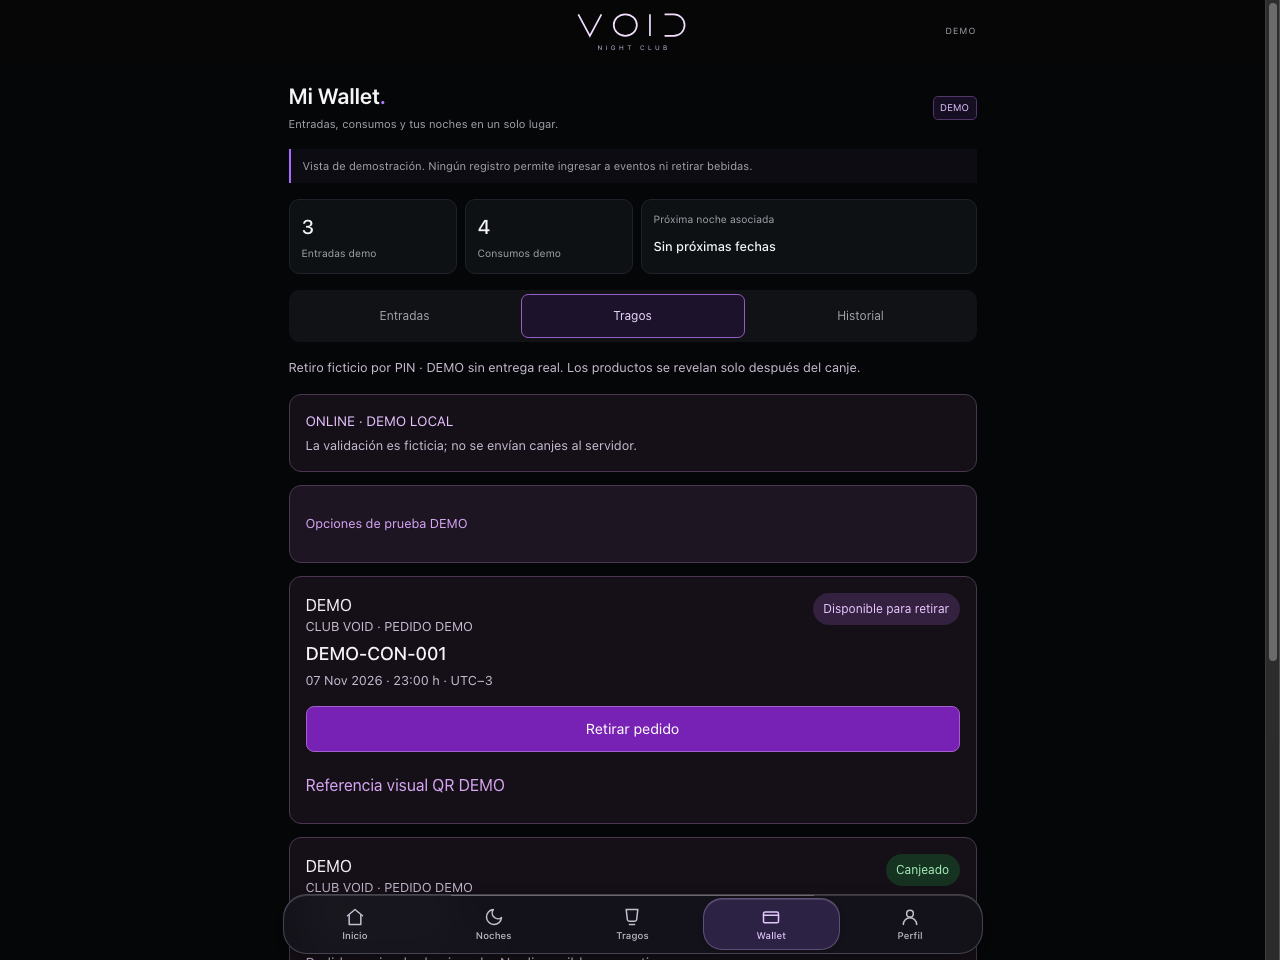 VOID
NIGHT CLUB
DEMO
Mi Wallet.
DEMO
Entradas, consumos y tus noches en un solo lugar.
Vista de demostración. Ningún registro permite ingresar a eventos ni retirar bebidas.
3
Entradas demo
4
Consumos demo
Próxima noche asociada
Sin próximas fechas
Entradas
Tragos
Historial
Retiro ficticio por PIN · DEMO sin entrega real. Los productos se revelan solo después del canje.
ONLINE · DEMO LOCAL
La validación es ficticia; no se envían canjes al servidor.
Opciones de prueba DEMO
DEMO
Disponible para retirar
CLUB VOID · PEDIDO DEMO
DEMO-CON-001
07 Nov 2026 · 23:00 h · UTC−3
Retirar pedido
Referencia visual QR DEMO
DEMO
Canjeado
CLUB VOID · PEDIDO DEMO
Inicio
Noches
Tragos
Wallet
Perfil